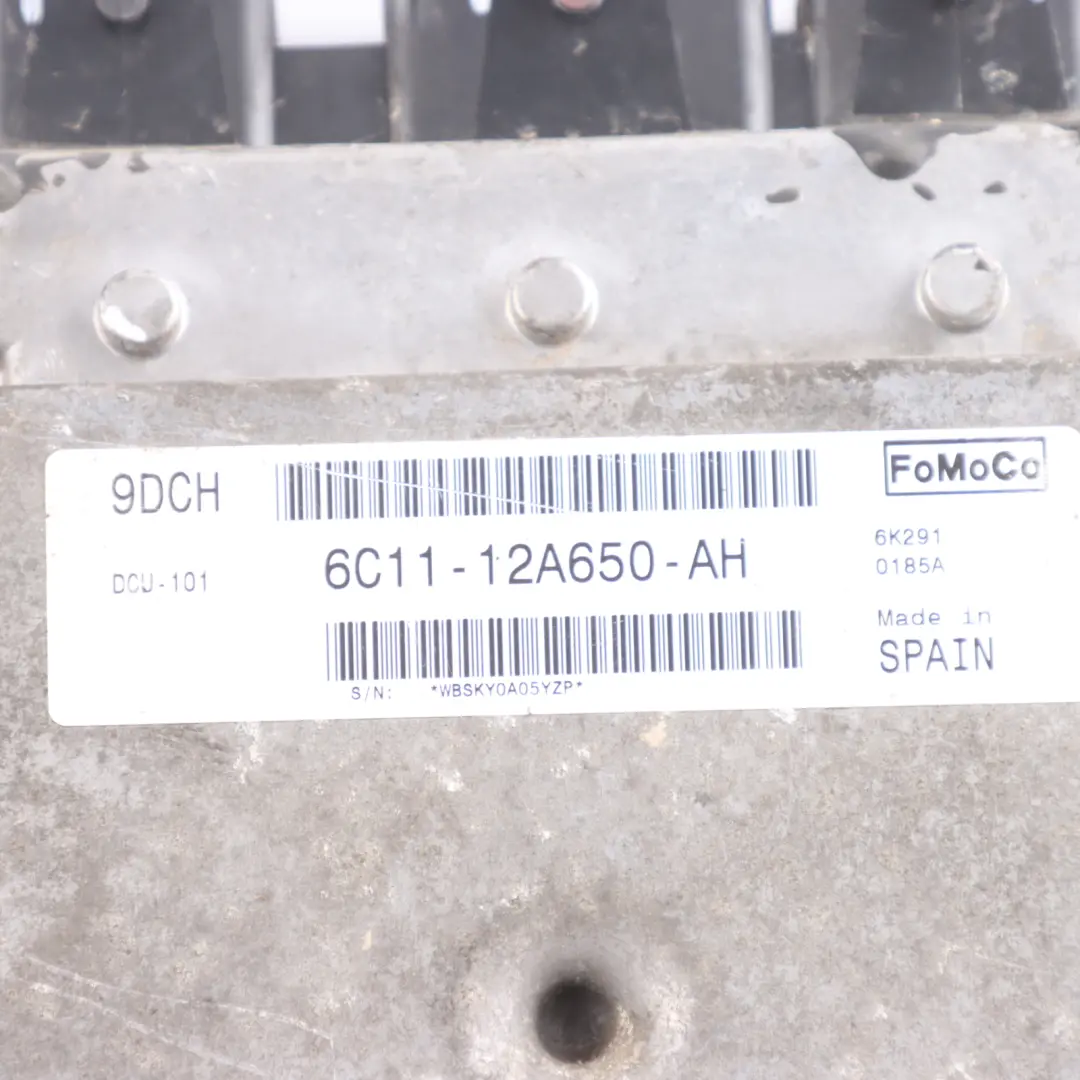 9DCH
FoMoCo
DCU-101
6C11-12A650-AH
6K291
0185A
Made in
SPAIN
S/N: *WBSKY0A05YZP*